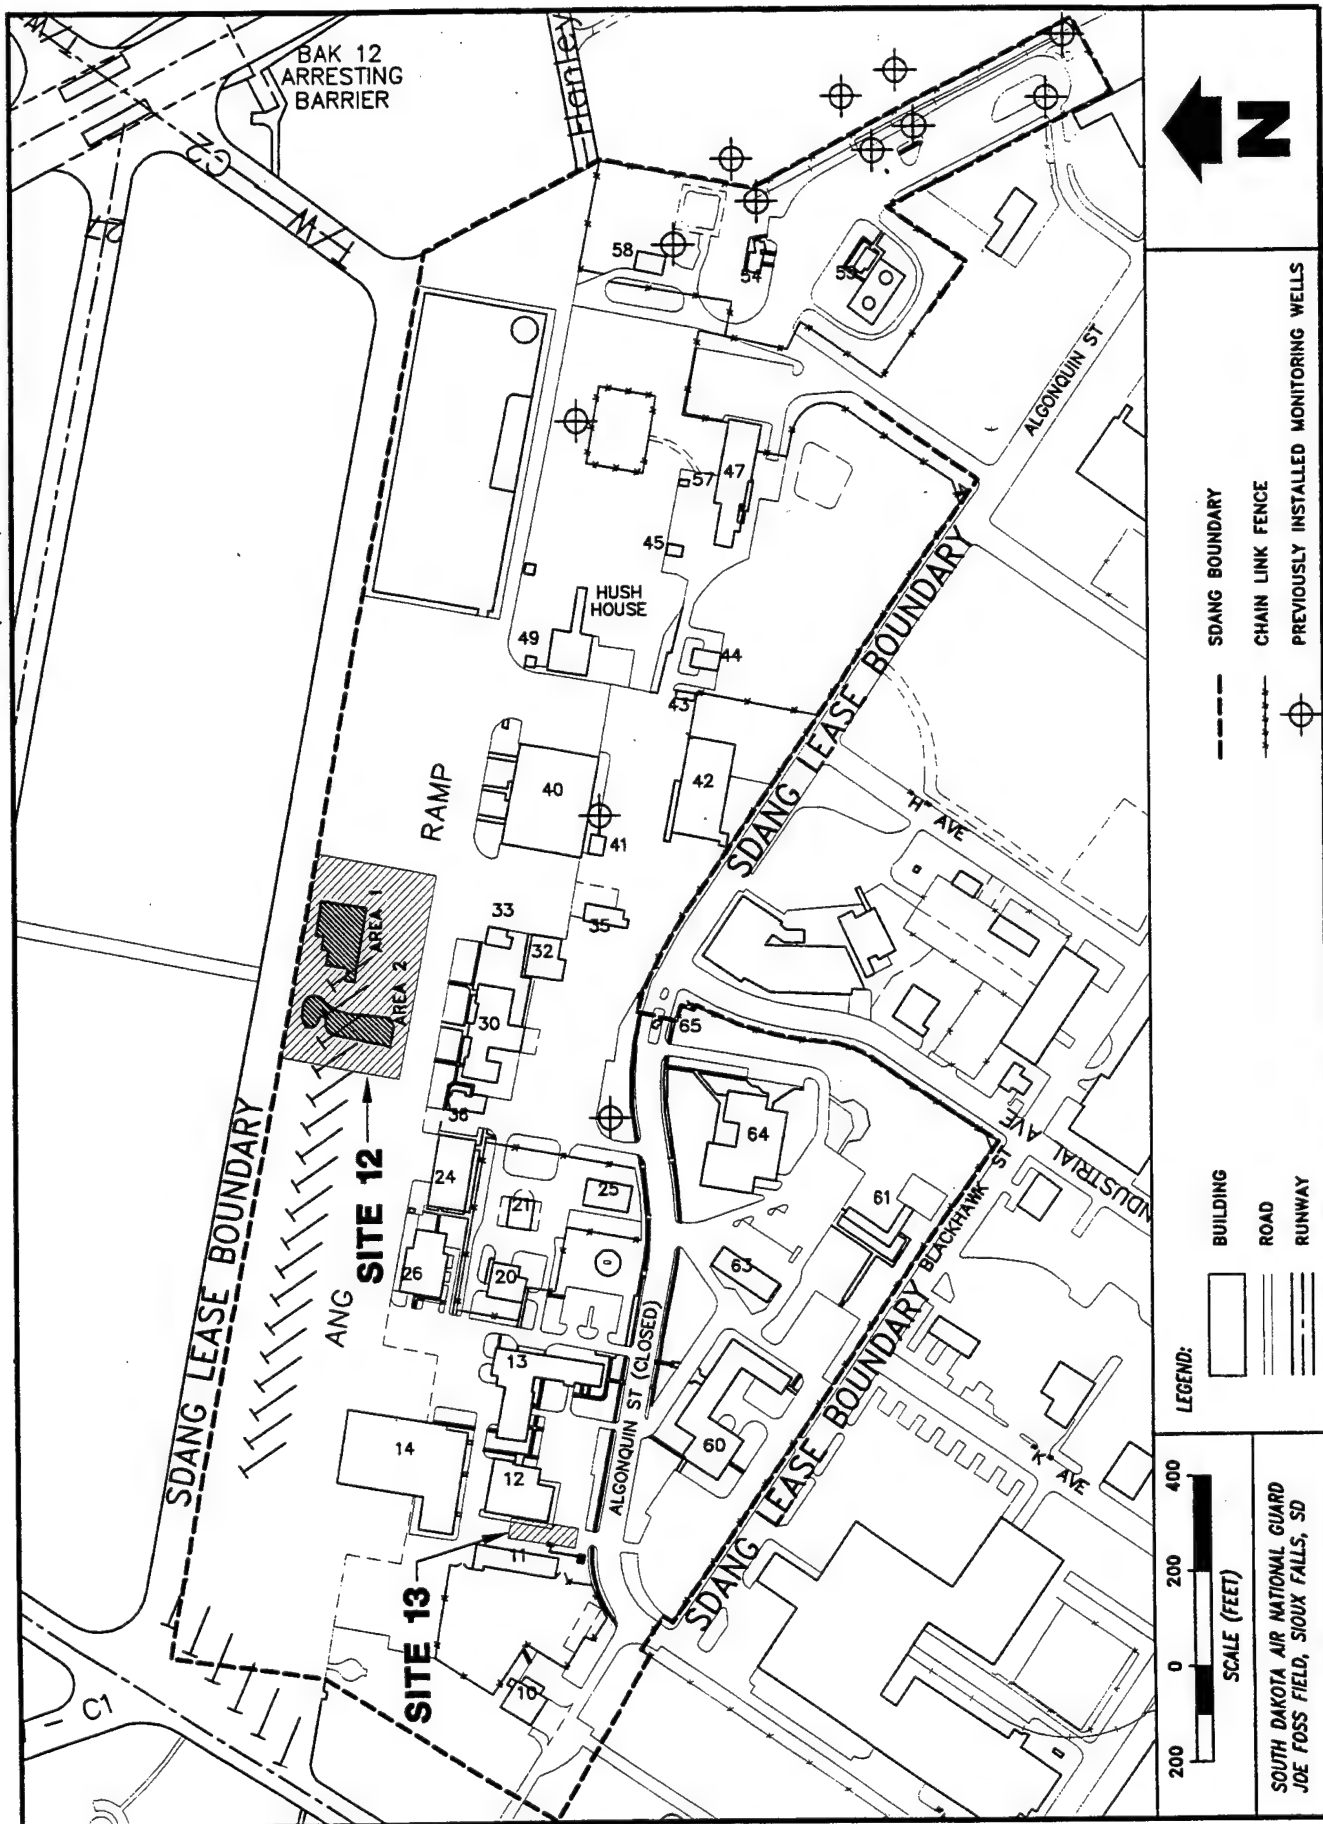 BAK 12
ARRESTING
BARRIER
Hanley
C2
T/W
R1
58
54
55
ALGONQUIN ST
57
47
45
HUSH
HOUSE
49
44
43
SDANG LEASE BOUNDARY
RAMP
40
41
42
"H" AVE
AREA 1
AREA 2
33
32
35
30
36
65
SITE 12
SDANG LEASE BOUNDARY
ANG
24
25
21
26
20
64
61
63
BLACKHAWK ST
INDUSTRIAL AVE
13
14
12
11
10
60
ALGONQUIN ST (CLOSED)
SITE 13
SDANG LEASE BOUNDARY
"K" AVE
C1
N
LEGEND:
BUILDING
ROAD
RUNWAY
SDANG BOUNDARY
CHAIN LINK FENCE
PREVIOUSLY INSTALLED MONITORING WELLS
200 0 200 400
SCALE (FEET)
SOUTH DAKOTA AIR NATIONAL GUARD
JOE FOSS FIELD, SIOUX FALLS, SD